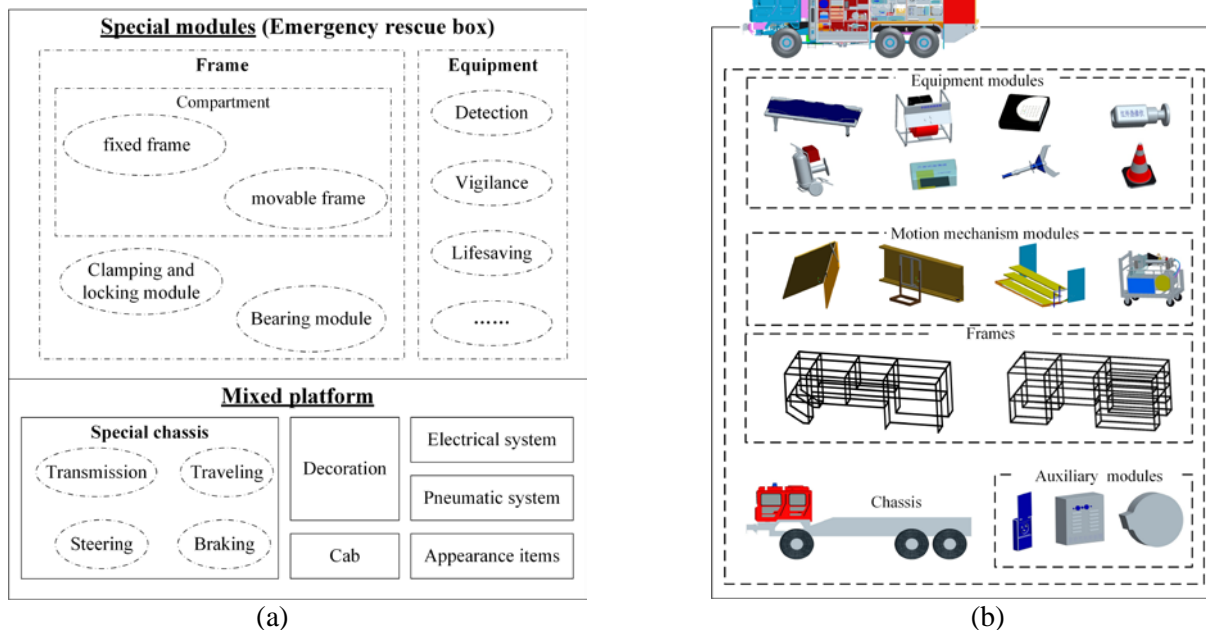 Special modules (Emergency rescue box)
Frame
Compartment
fixed frame
movable frame
Clamping and
locking module
Bearing module
Equipment
Detection
Vigilance
Lifesaving
......
Mixed platform
Special chassis
Transmission
Traveling
Steering
Braking
Decoration
Cab
Electrical system
Pneumatic system
Appearance items
(a)
Equipment modules
Motion mechanism modules
Frames
Chassis
Auxiliary modules
(b)